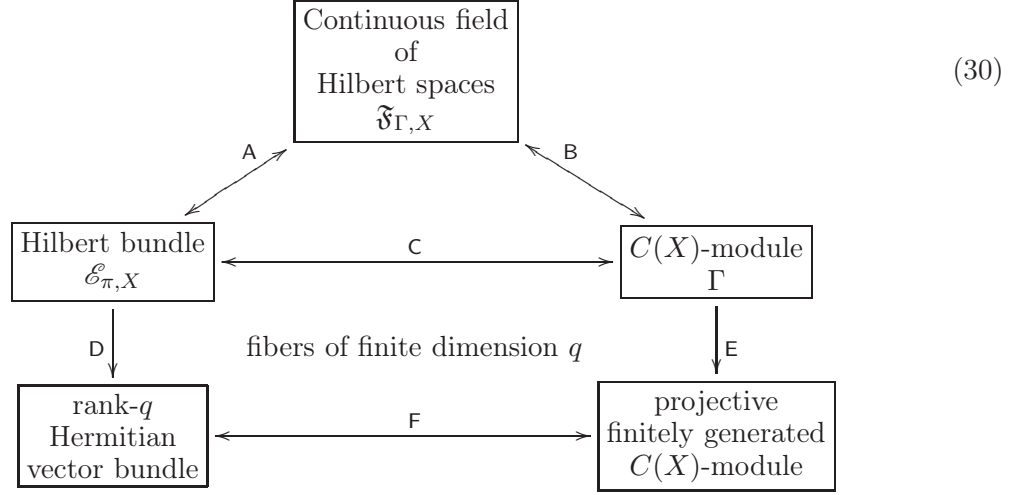 Continuous field
of
Hilbert spaces
𝔉Γ,X
(30)
A
B
Hilbert bundle
ℰπ,X
C
C(X)-module
Γ
D
fibers of finite dimension q
E
rank-q
Hermitian
vector bundle
F
projective
finitely generated
C(X)-module